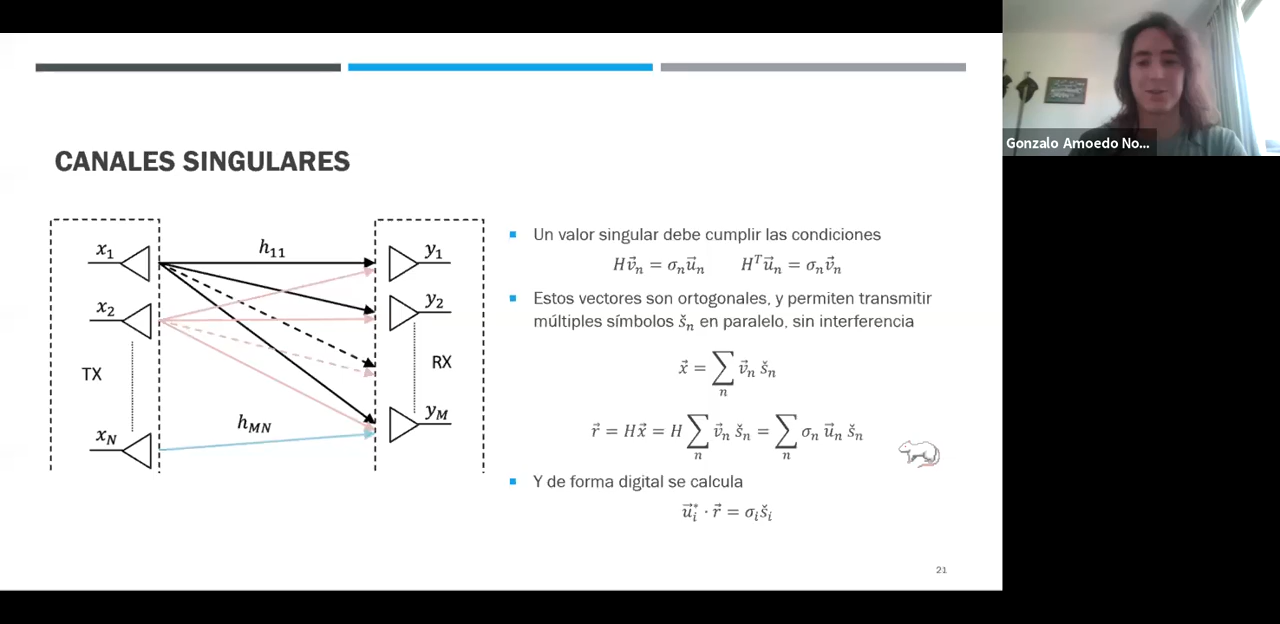 CANALES SINGULARES
x₁
h₁₁
y₁
x₂
y₂
TX
RX
x_N
h_MN
y_M
Un valor singular debe cumplir las condiciones
Hv⃗ₙ = σₙu⃗ₙ Hᵀu⃗ₙ = σₙv⃗ₙ
Estos vectores son ortogonales, y permiten transmitir
múltiples símbolos šₙ en paralelo, sin interferencia
x⃗ = ∑ₙ v⃗ₙ šₙ
r⃗ = Hx⃗ = H ∑ₙ v⃗ₙ šₙ = ∑ₙ σₙ u⃗ₙ šₙ
Y de forma digital se calcula
u⃗ᵢ* · r⃗ = σᵢšᵢ
21
Gonzalo Amoedo No...